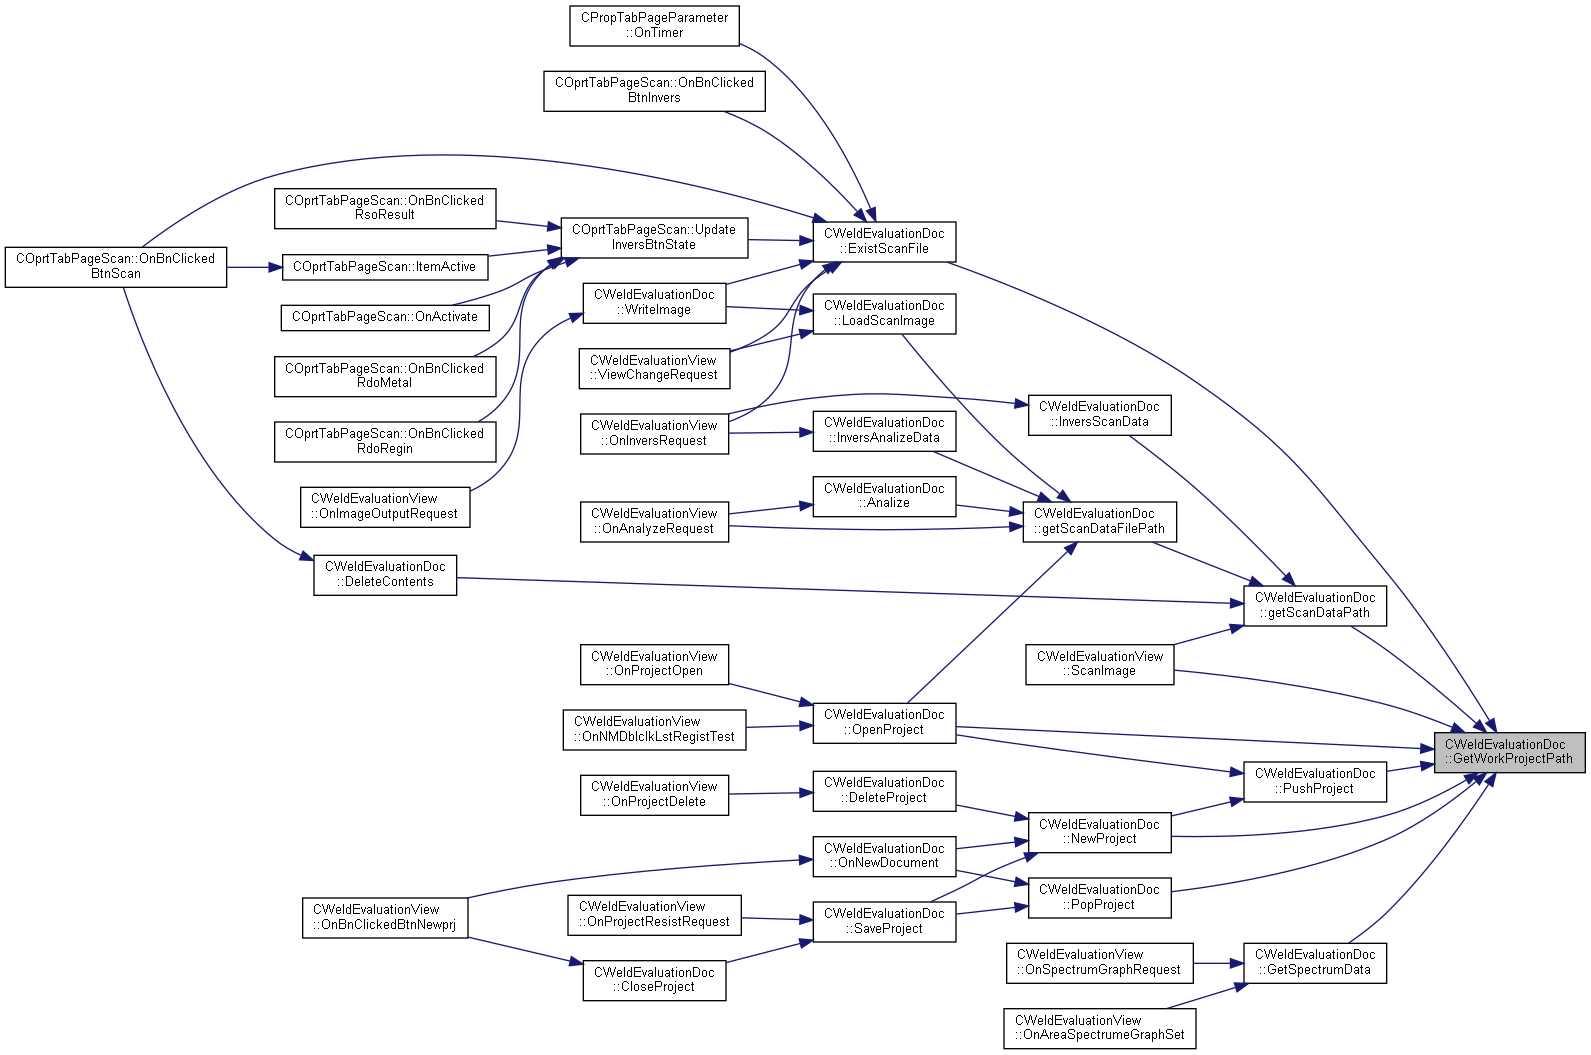 CPropTabPageParameter
::OnTimer
COprtTabPageScan::OnBnClicked
BtnInvers
COprtTabPageScan::OnBnClicked
RsoResult
COprtTabPageScan::Update
InversBtnState
CWeldEvaluationDoc
::ExistScanFile
COprtTabPageScan::OnBnClicked
BtnScan
COprtTabPageScan::ItemActive
CWeldEvaluationDoc
::WriteImage
CWeldEvaluationDoc
::LoadScanImage
COprtTabPageScan::OnActivate
CWeldEvaluationView
::ViewChangeRequest
COprtTabPageScan::OnBnClicked
RdoMetal
CWeldEvaluationDoc
::InversScanData
COprtTabPageScan::OnBnClicked
RdoRegin
CWeldEvaluationView
::OnInversRequest
CWeldEvaluationDoc
::InversAnalizeData
CWeldEvaluationView
::OnImageOutputRequest
CWeldEvaluationDoc
::Analize
CWeldEvaluationView
::OnAnalyzeRequest
CWeldEvaluationDoc
::getScanDataFilePath
CWeldEvaluationDoc
::DeleteContents
CWeldEvaluationDoc
::getScanDataPath
CWeldEvaluationView
::OnProjectOpen
CWeldEvaluationView
::ScanImage
CWeldEvaluationView
::OnNMDblclkLstRegistTest
CWeldEvaluationDoc
::OpenProject
CWeldEvaluationDoc
::GetWorkProjectPath
CWeldEvaluationView
::OnProjectDelete
CWeldEvaluationDoc
::DeleteProject
CWeldEvaluationDoc
::PushProject
CWeldEvaluationDoc
::NewProject
CWeldEvaluationDoc
::OnNewDocument
CWeldEvaluationDoc
::PopProject
CWeldEvaluationView
::OnBnClickedBtnNewprj
CWeldEvaluationView
::OnProjectResistRequest
CWeldEvaluationDoc
::SaveProject
CWeldEvaluationDoc
::CloseProject
CWeldEvaluationView
::OnSpectrumGraphRequest
CWeldEvaluationDoc
::GetSpectrumData
CWeldEvaluationView
::OnAreaSpectrumeGraphSet